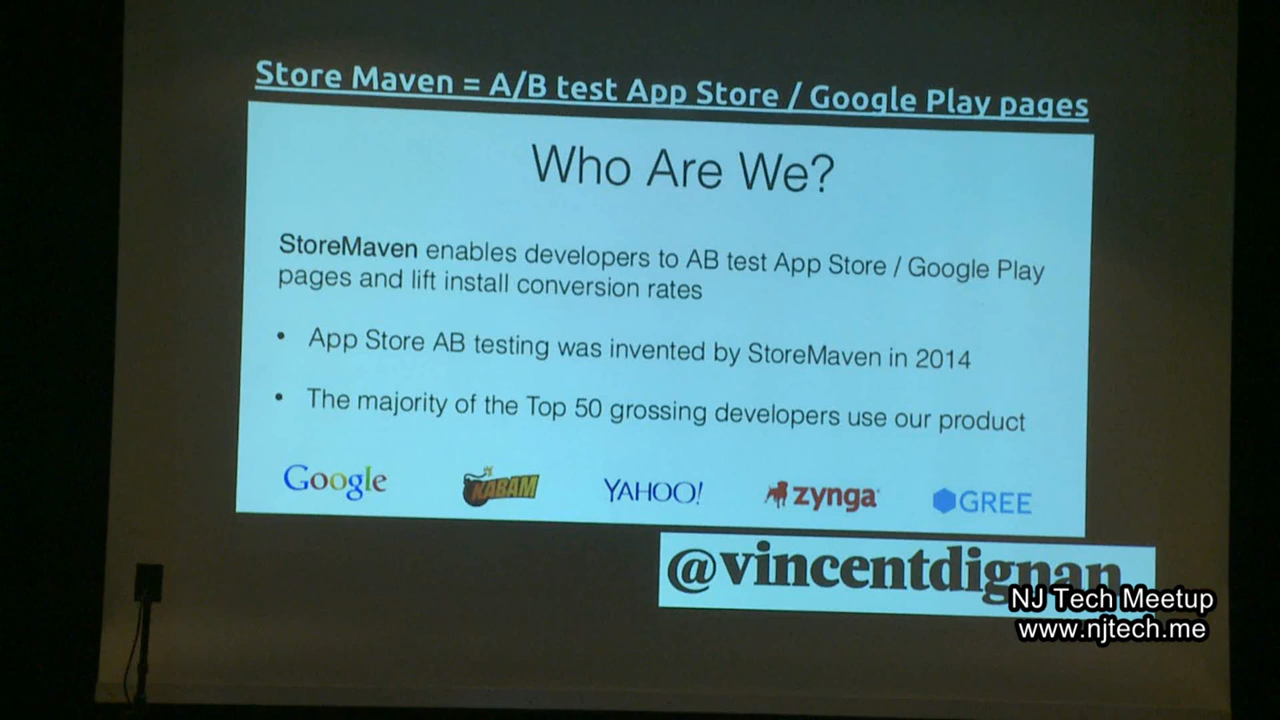 Store Maven = A/B test App Store / Google Play pages
Who Are We?
StoreMaven enables developers to AB test App Store / Google Play
pages and lift install conversion rates
• App Store AB testing was invented by StoreMaven in 2014
• The majority of the Top 50 grossing developers use our product
Google KABAM YAHOO! zynga GREE
@vincentdignan
NJ Tech Meetup
www.njtech.me